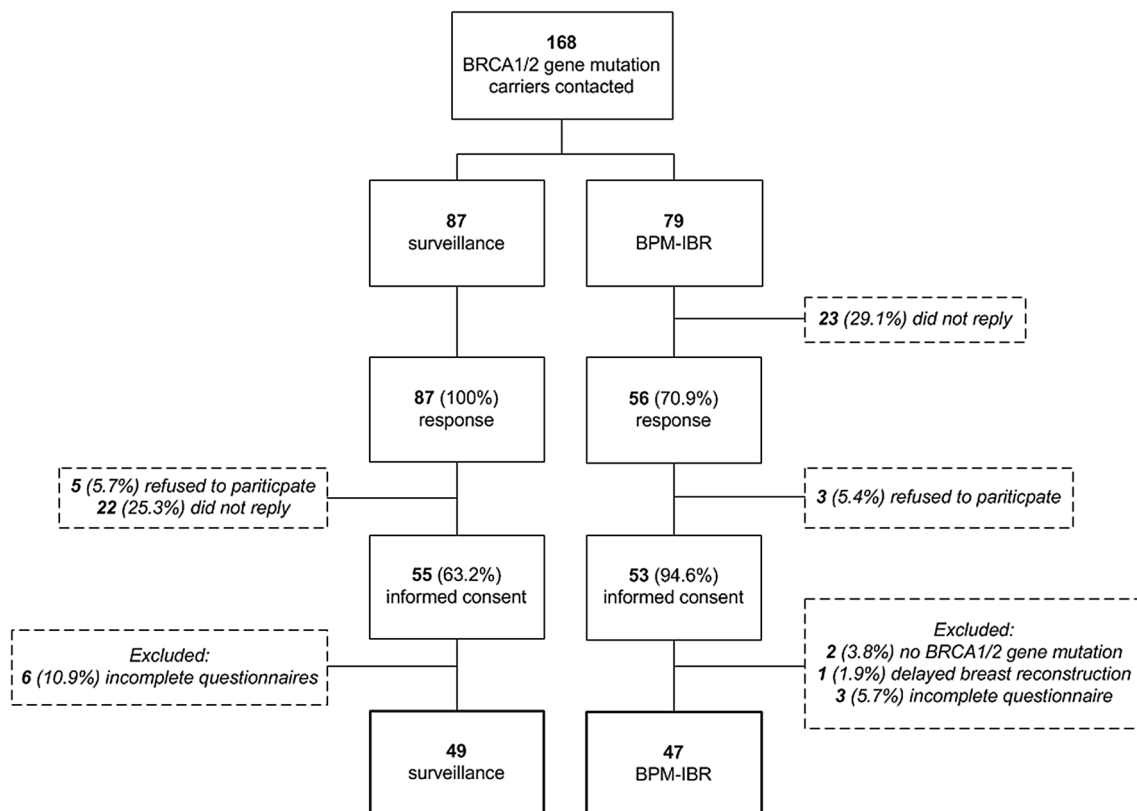 168
BRCA1/2 gene mutation
carriers contacted
87
surveillance
79
BPM-IBR
23 (29.1%) did not reply
87 (100%)
response
56 (70.9%)
response
5 (5.7%) refused to pariticpate
22 (25.3%) did not reply
3 (5.4%) refused to pariticpate
55 (63.2%)
informed consent
53 (94.6%)
informed consent
Excluded:
6 (10.9%) incomplete questionnaires
Excluded:
2 (3.8%) no BRCA1/2 gene mutation
1 (1.9%) delayed breast reconstruction
3 (5.7%) incomplete questionnaire
49
surveillance
47
BPM-IBR